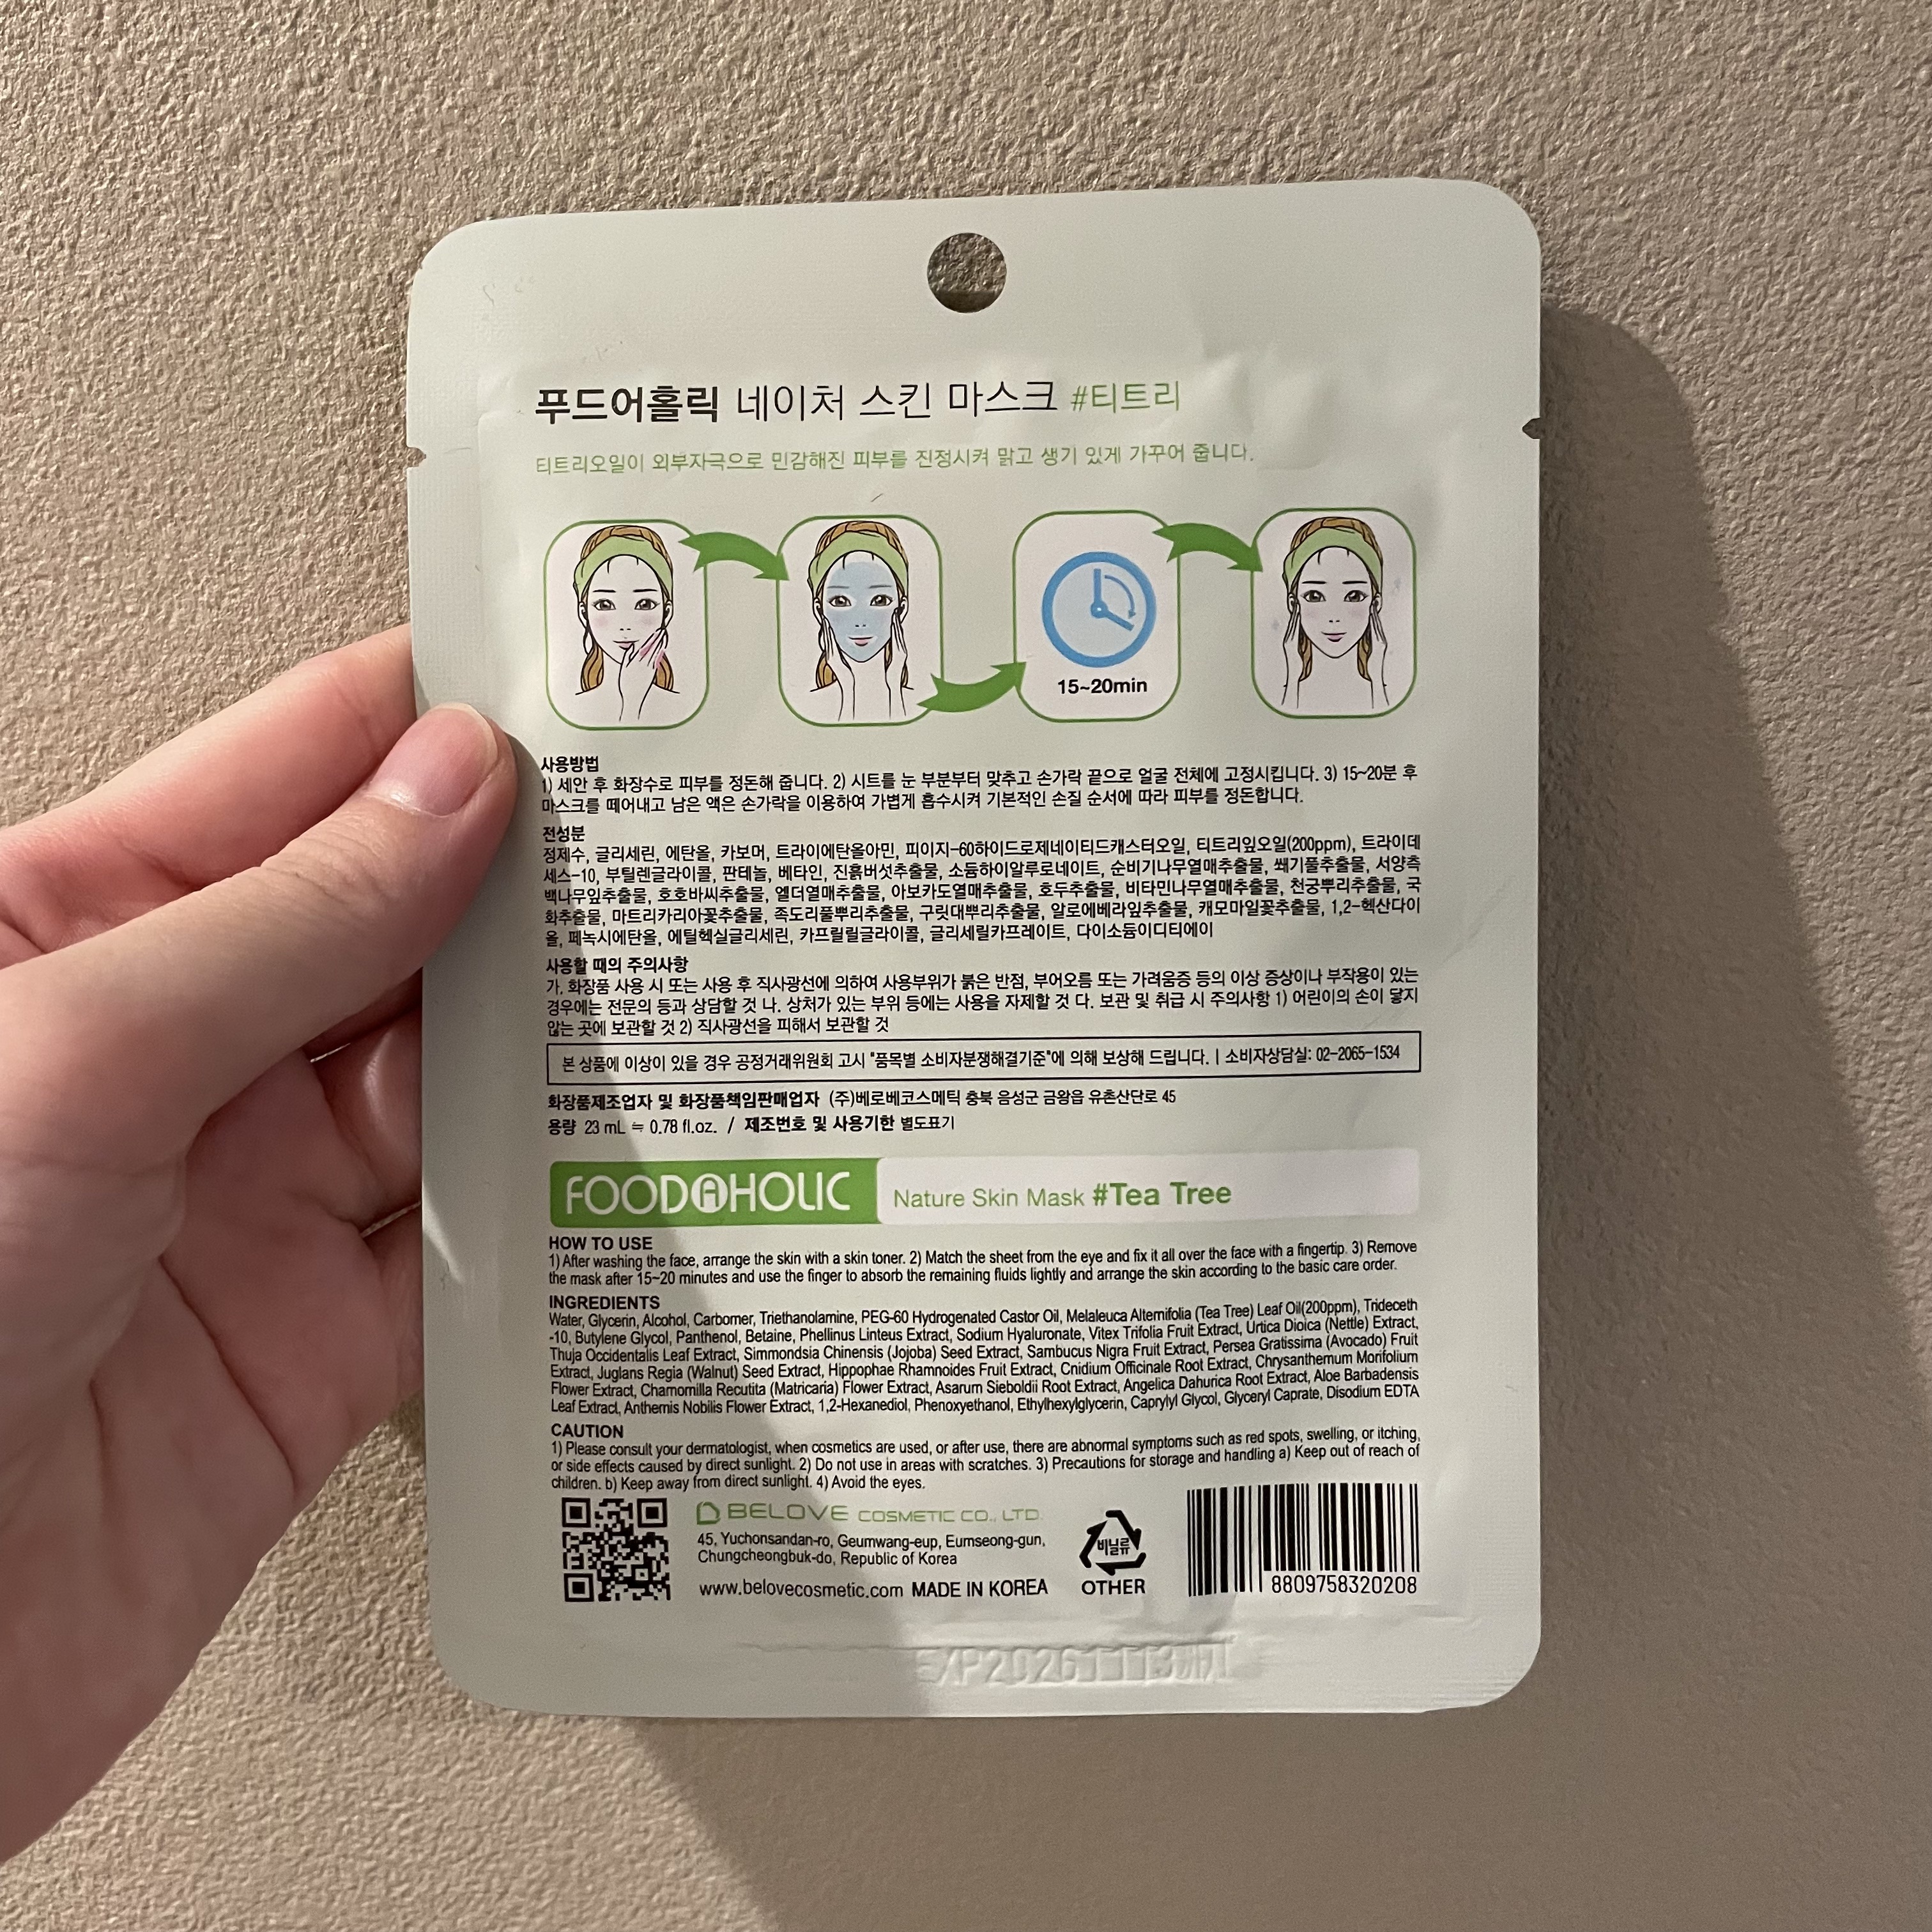 푸드어홀릭 네이처 스킨 마스크 #티트리
티트리오일이 외부자극으로 민감해진 피부를 진정시켜 맑고 생기 있게 가꾸어 줍니다.
15~20min
사용방법
1) 세안 후 화장수로 피부를 정돈해 줍니다. 2) 시트를 눈 부분부터 맞추고 손가락 끝으로 얼굴 전체에 고정시킵니다. 3) 15~20분 후
마스크를 떼어내고 남은 액은 손가락을 이용하여 가볍게 흡수시켜 기본적인 손질 순서에 따라 피부를 정돈합니다.
전성분
정제수, 글리세린, 에탄올, 카보머, 트라이에탄올아민, 피이지-60하이드로제네이티드캐스터오일, 티트리잎오일(200ppm), 트라이데
세스-10, 부틸렌글라이콜, 판테놀, 베타인, 진흙버섯추출물, 소듐하이알루로네이트, 순비기나무열매추출물, 쐐기풀추출물, 서양측
백나무잎추출물, 호호바씨추출물, 엘더열매추출물, 아보카도열매추출물, 호두추출물, 비타민나무열매추출물, 천궁뿌리추출물, 국
화추출물, 마트리카리아꽃추출물, 족도리풀뿌리추출물, 구릿대뿌리추출물, 알로에베라잎추출물, 캐모마일꽃추출물, 1,2-헥산다이
올, 페녹시에탄올, 에틸헥실글리세린, 카프릴릴글라이콜, 글리세릴카프레이트, 다이소듐이디티에이
사용할 때의 주의사항
가. 화장품 사용 시 또는 사용 후 직사광선에 의하여 사용부위가 붉은 반점, 부어오름 또는 가려움증 등의 이상 증상이나 부작용이 있는
경우에는 전문의 등과 상담할 것 나. 상처가 있는 부위 등에는 사용을 자제할 것 다. 보관 및 취급 시 주의사항 1) 어린이의 손이 닿지
않는 곳에 보관할 것 2) 직사광선을 피해서 보관할 것
본 상품에 이상이 있을 경우 공정거래위원회 고시 "품목별 소비자분쟁해결기준"에 의해 보상해 드립니다. | 소비자상담실: 02-2065-1534
화장품제조업자 및 화장품책임판매업자 (주)베로베코스메틱 충북 음성군 금왕읍 유촌산단로 45
용량 23 mL ≒ 0.78 fl.oz. / 제조번호 및 사용기한 별도표기
FOODAHOLIC Nature Skin Mask #Tea Tree
HOW TO USE
1) After washing the face, arrange the skin with a skin toner. 2) Match the sheet from the eye and fix it all over the face with a fingertip. 3) Remove
the mask after 15~20 minutes and use the finger to absorb the remaining fluids lightly and arrange the skin according to the basic care order.
INGREDIENTS
Water, Glycerin, Alcohol, Carbomer, Triethanolamine, PEG-60 Hydrogenated Castor Oil, Melaleuca Alternifolia (Tea Tree) Leaf Oil(200ppm), Trideceth
-10, Butylene Glycol, Panthenol, Betaine, Phellinus Linteus Extract, Sodium Hyaluronate, Vitex Trifolia Fruit Extract, Urtica Dioica (Nettle) Extract,
Thuja Occidentalis Leaf Extract, Simmondsia Chinensis (Jojoba) Seed Extract, Sambucus Nigra Fruit Extract, Persea Gratissima (Avocado) Fruit
Extract, Juglans Regia (Walnut) Seed Extract, Hippophae Rhamnoides Fruit Extract, Cnidium Officinale Root Extract, Chrysanthemum Morifolium
Flower Extract, Chamomilla Recutita (Matricaria) Flower Extract, Asarum Sieboldii Root Extract, Angelica Dahurica Root Extract, Aloe Barbadensis
Leaf Extract, Anthemis Nobilis Flower Extract, 1,2-Hexanediol, Phenoxyethanol, Ethylhexylglycerin, Caprylyl Glycol, Glyceryl Caprate, Disodium EDTA
CAUTION
1) Please consult your dermatologist, when cosmetics are used, or after use, there are abnormal symptoms such as red spots, swelling, or itching,
or side effects caused by direct sunlight. 2) Do not use in areas with scratches. 3) Precautions for storage and handling a) Keep out of reach of
children. b) Keep away from direct sunlight. 4) Avoid the eyes.
BELOVE COSMETIC CO., LTD.
45, Yuchonsandan-ro, Geumwang-eup, Eumseong-gun,
Chungcheongbuk-do, Republic of Korea
www.belovecosmetic.com MADE IN KOREA
비닐류
OTHER
8809758320208